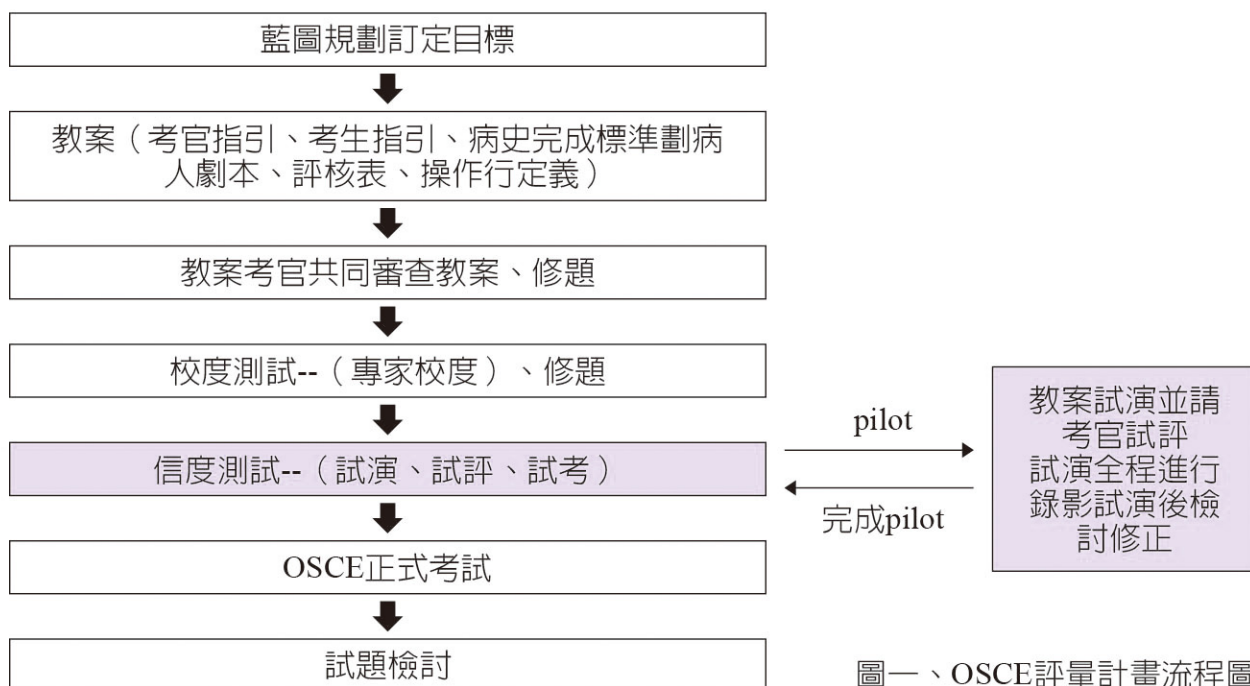 藍圖規劃訂定目標
教案（考官指引、考生指引、病史完成標準劃病
人劇本、評核表、操作行定義）
教案考官共同審查教案、修題
校度測試--（專家校度）、修題
信度測試--（試演、試評、試考）
pilot
完成pilot
教案試演並請
考官試評
試演全程進行
錄影試演後檢
討修正
OSCE正式考試
試題檢討
圖一、OSCE評量計畫流程圖